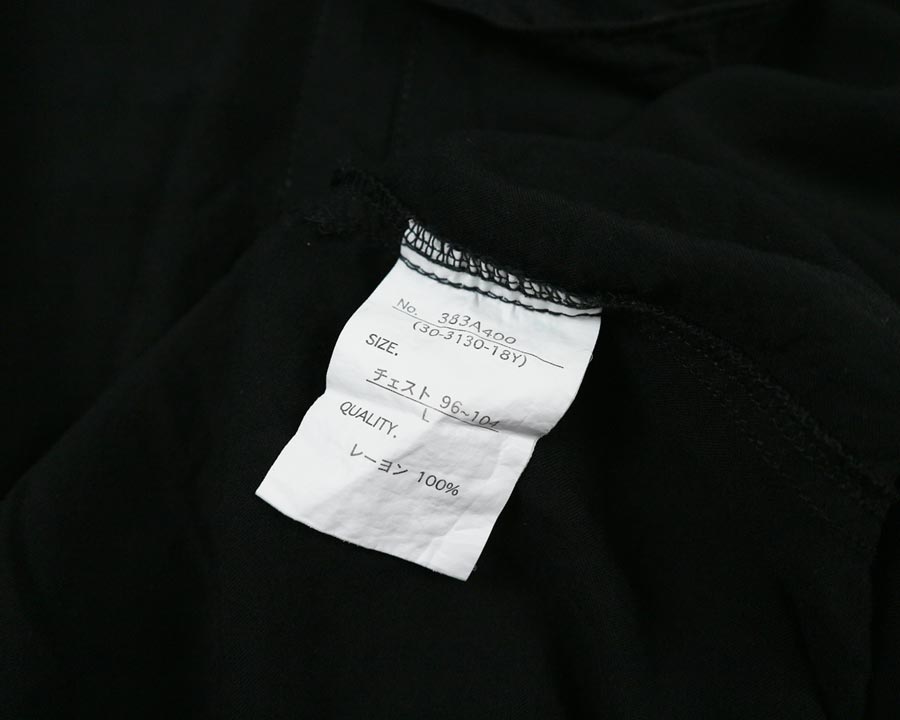 No. 383A400
(30-3130-18Y)
SIZE.
チェスト 96~104
L
QUALITY.
レーヨン 100%